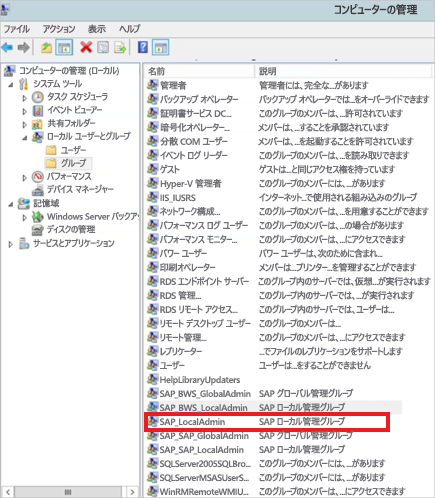 コンピューターの管理
ファイル アクション 表示 ヘルプ
コンピューターの管理 (ローカル)
システム ツール
タスク スケジューラ
イベント ビューアー
共有フォルダー
ローカル ユーザーとグループ
ユーザー
グループ
パフォーマンス
デバイス マネージャー
記憶域
Windows Server バックア
ディスクの管理
サービスとアプリケーション
名前 説明
管理者 管理者には、完全な...があります
バックアップ オペレーター バックアップ オペレーターでは...をオーバーライドできます
証明書サービス DC... このグループのメンバーは、...許可されています
暗号化オペレーター... メンバーは、...することを承認されています
分散 COM ユーザー このグループのメンバーは、...を起動することを許可されています
イベント ログ リーダー このグループのメンバーは、...を読み取りできます
ゲスト ゲストは...と同じアクセス権を持っています
Hyper-V 管理者 このグループのメンバーには、...があります
IIS_IUSRS インターネット...で使用される組み込みのグループ
ネットワーク構成... このグループのメンバーは、...を用意することができます
パフォーマンス ログ ユーザー このグループのメンバーには、...の場合があります
パフォーマンス モニター... このグループのメンバーは、...にアクセスできます
パワー ユーザー パワー ユーザーは、次のために含まれ...
印刷オペレーター メンバーは...プリンター...を管理することができます
RDS エンドポイント サーバー このグループ内のサーバーでは、仮想...が実行されます
RDS 管理... このグループ内のサーバーでは、...が実行されます
RDS リモート アクセス... このグループ内のサーバーでは、ユーザーは...
リモート デスクトップ ユーザー このグループのメンバーは...
リモート管理... このグループのメンバーは、...にアクセスできます
レプリケーター ...でファイルのレプリケーションをサポートします
ユーザー ユーザーは...をすることができません
HelpLibraryUpdaters
SAP_BWS_GlobalAdmin SAP グローバル管理グループ
SAP_BWS_LocalAdmin SAP ローカル管理グループ
SAP_LocalAdmin SAP ローカル管理グループ
SAP_SAP_GlobalAdmin SAP グローバル管理グループ
SAP_SAP_LocalAdmin SAP ローカル管理グループ
SQLServer2005SQLBro... このグループのメンバーには、...があります
SQLServerMSASUserS... このグループのメンバーには、...があります
WinRMRemoteWMIU... このグループのメンバーは、...にアクセスできます